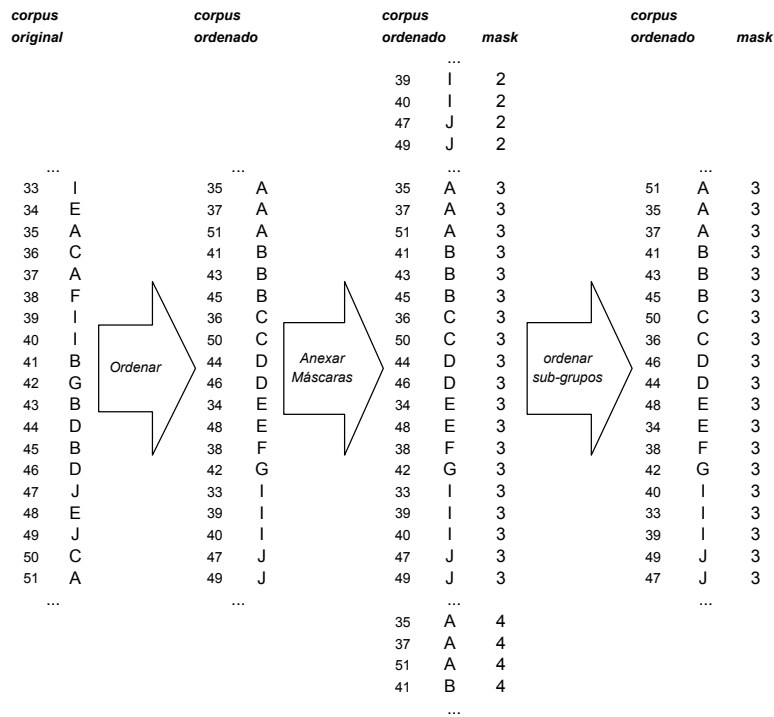 corpus corpus corpus corpus
original ordenado ordenado mask ordenado mask
...
39 I 2
40 I 2
47 J 2
49 J 2
... ... ... ...
33 I 35 A 35 A 3 51 A 3
34 E 37 A 37 A 3 35 A 3
35 A 51 A 51 A 3 37 A 3
36 C 41 B 41 B 3 41 B 3
37 A 43 B 43 B 3 43 B 3
38 F 45 B 45 B 3 45 B 3
39 I 36 C 36 C 3 50 C 3
40 I 50 C 50 C 3 36 C 3
41 B 44 D 44 D 3 46 D 3
42 G 46 D 46 D 3 44 D 3
43 B 34 E 34 E 3 48 E 3
44 D 48 E 48 E 3 34 E 3
45 B 38 F 38 F 3 38 F 3
46 D 42 G 42 G 3 42 G 3
47 J 33 I 33 I 3 40 I 3
48 E 39 I 39 I 3 33 I 3
49 J 40 I 40 I 3 39 I 3
50 C 47 J 47 J 3 49 J 3
51 A 49 J 49 J 3 47 J 3
... ... ... ...
35 A 4
37 A 4
51 A 4
41 B 4
...
Ordenar
Anexar
Máscaras
ordenar
sub-grupos